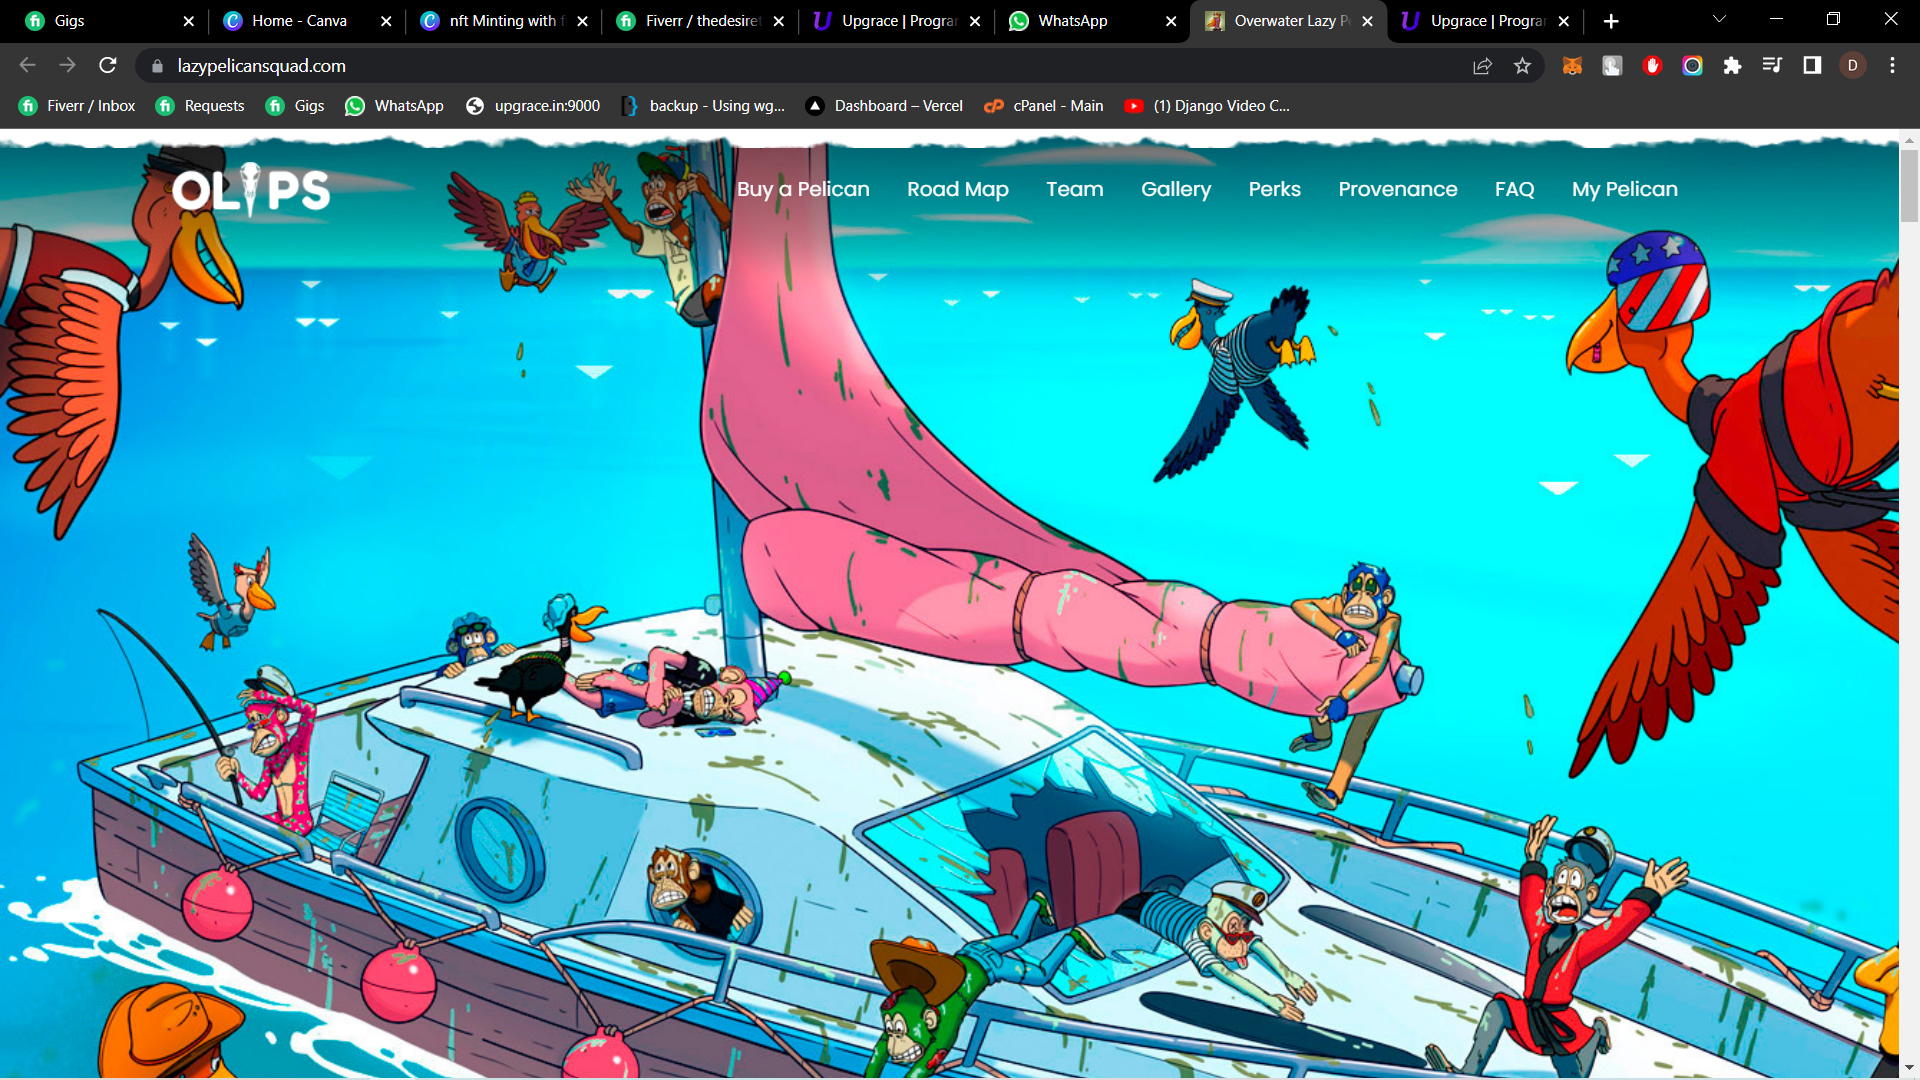 Gigs
Home - Canva
nft Minting with f
Fiverr / thedesiret
Upgrace | Progra
WhatsApp
Overwater Lazy P
Upgrace | Progra
lazypelicansquad.com
D
Fiverr / Inbox
Requests
Gigs
WhatsApp
upgrace.in:9000
backup - Using wg...
Dashboard – Vercel
cPanel - Main
(1) Django Video C...
OLIPS
Buy a Pelican
Road Map
Team
Gallery
Perks
Provenance
FAQ
My Pelican